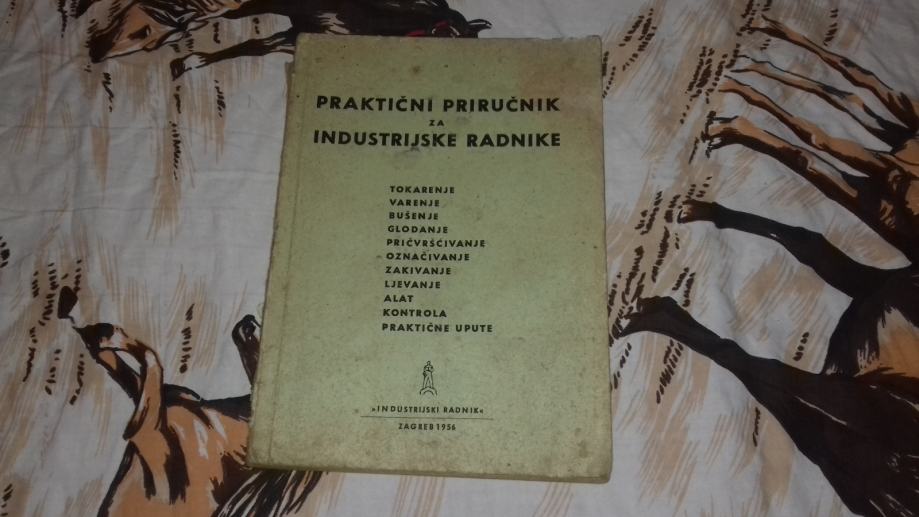 PRAKTIČNI PRIRUČNIK
ZA
INDUSTRIJSKE RADNIKE
TOKARENJE
VARENJE
BUŠENJE
GLODANJE
PRIČVRŠĆIVANJE
OZNAČIVANJE
ZAKIVANJE
LJEVANJE
ALAT
KONTROLA
PRAKTIČNE UPUTE
»INDUSTRIJSKI RADNIK«
ZAGREB 1956